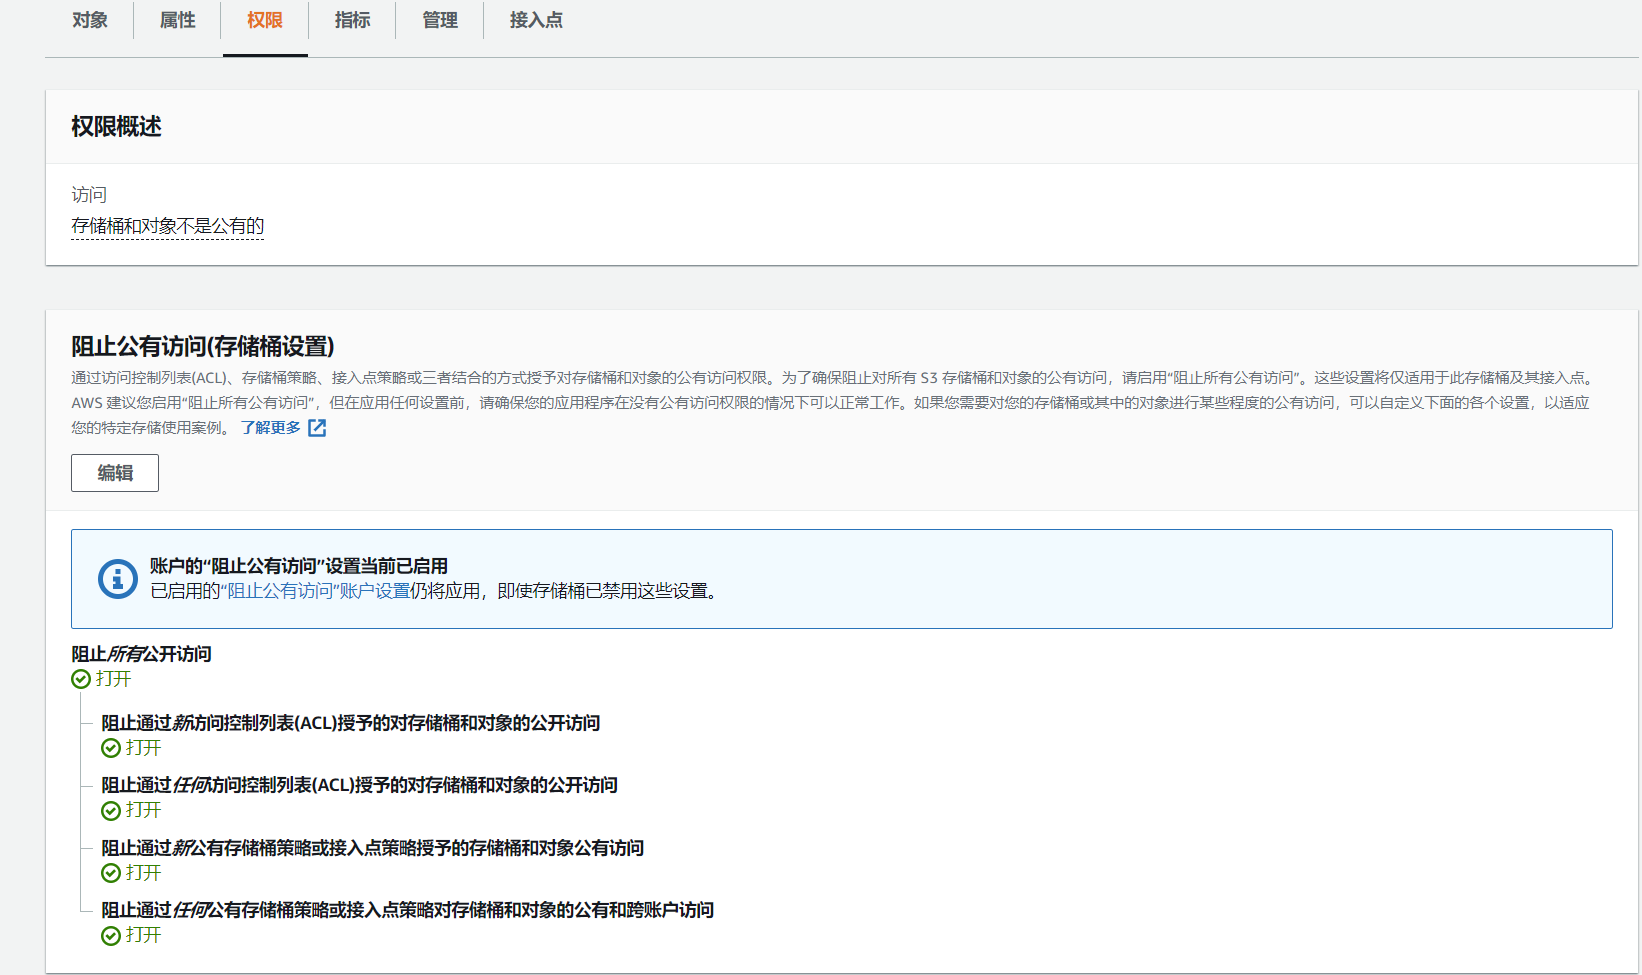 对象 属性 权限 指标 管理 接入点
权限概述
访问
存储桶和对象不是公有的
阻止公有访问(存储桶设置)
通过访问控制列表(ACL)、存储桶策略、接入点策略或三者结合的方式授予对存储桶和对象的公有访问权限。为了确保阻止对所有 S3 存储桶和对象的公有访问，请启用“阻止所有公有访问”。这些设置将仅适用于此存储桶及其接入点。
AWS 建议您启用“阻止所有公有访问”，但在应用任何设置前，请确保您的应用程序在没有公有访问权限的情况下可以正常工作。如果您需要对您的存储桶或其中的对象进行某些程度的公有访问，可以自定义下面的各个设置，以适应
您的特定存储使用案例。 了解更多
编辑
账户的“阻止公有访问”设置当前已启用
已启用的“阻止公有访问”账户设置仍将应用，即使存储桶已禁用这些设置。
阻止所有公开访问
打开
阻止通过新访问控制列表(ACL)授予的对存储桶和对象的公开访问
打开
阻止通过任何访问控制列表(ACL)授予的对存储桶和对象的公开访问
打开
阻止通过新公有存储桶策略或接入点策略授予的存储桶和对象公有访问
打开
阻止通过任何公有存储桶策略或接入点策略对存储桶和对象的公有和跨账户访问
打开